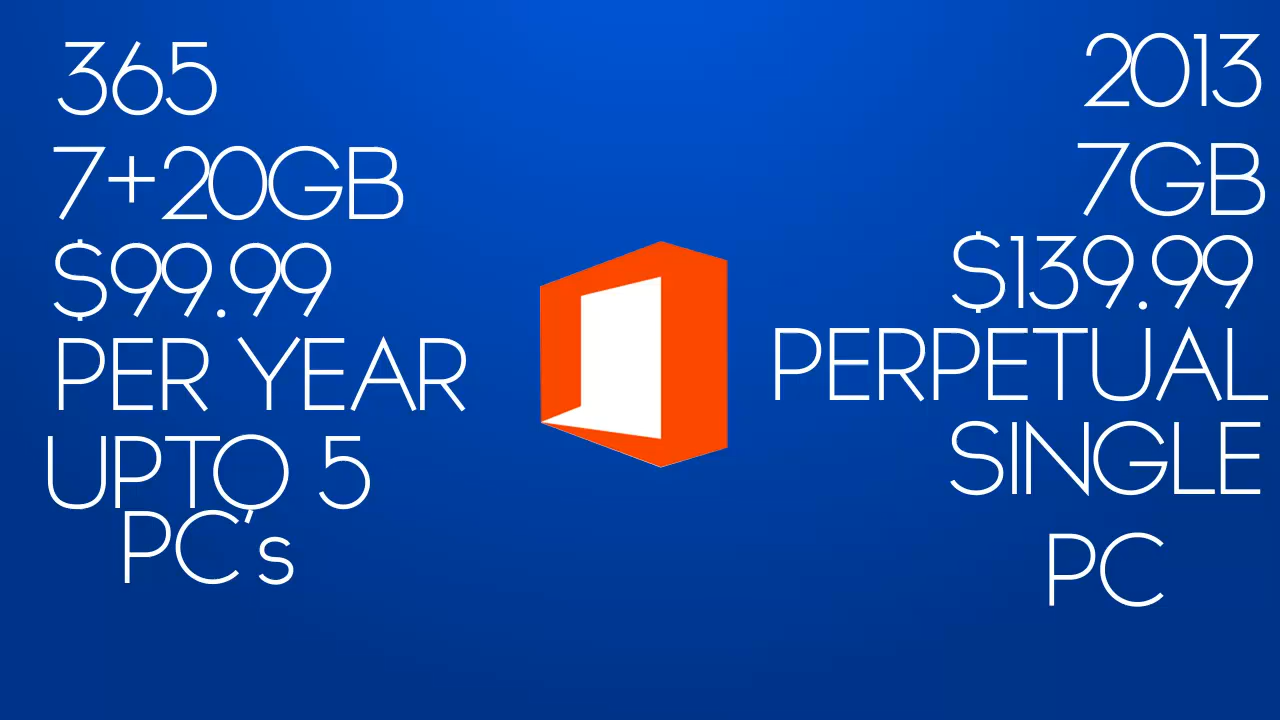 365
7+20GB
$99.99
PER YEAR
UPTO 5
PC's
2013
7GB
$139.99
PERPETUAL
SINGLE
PC